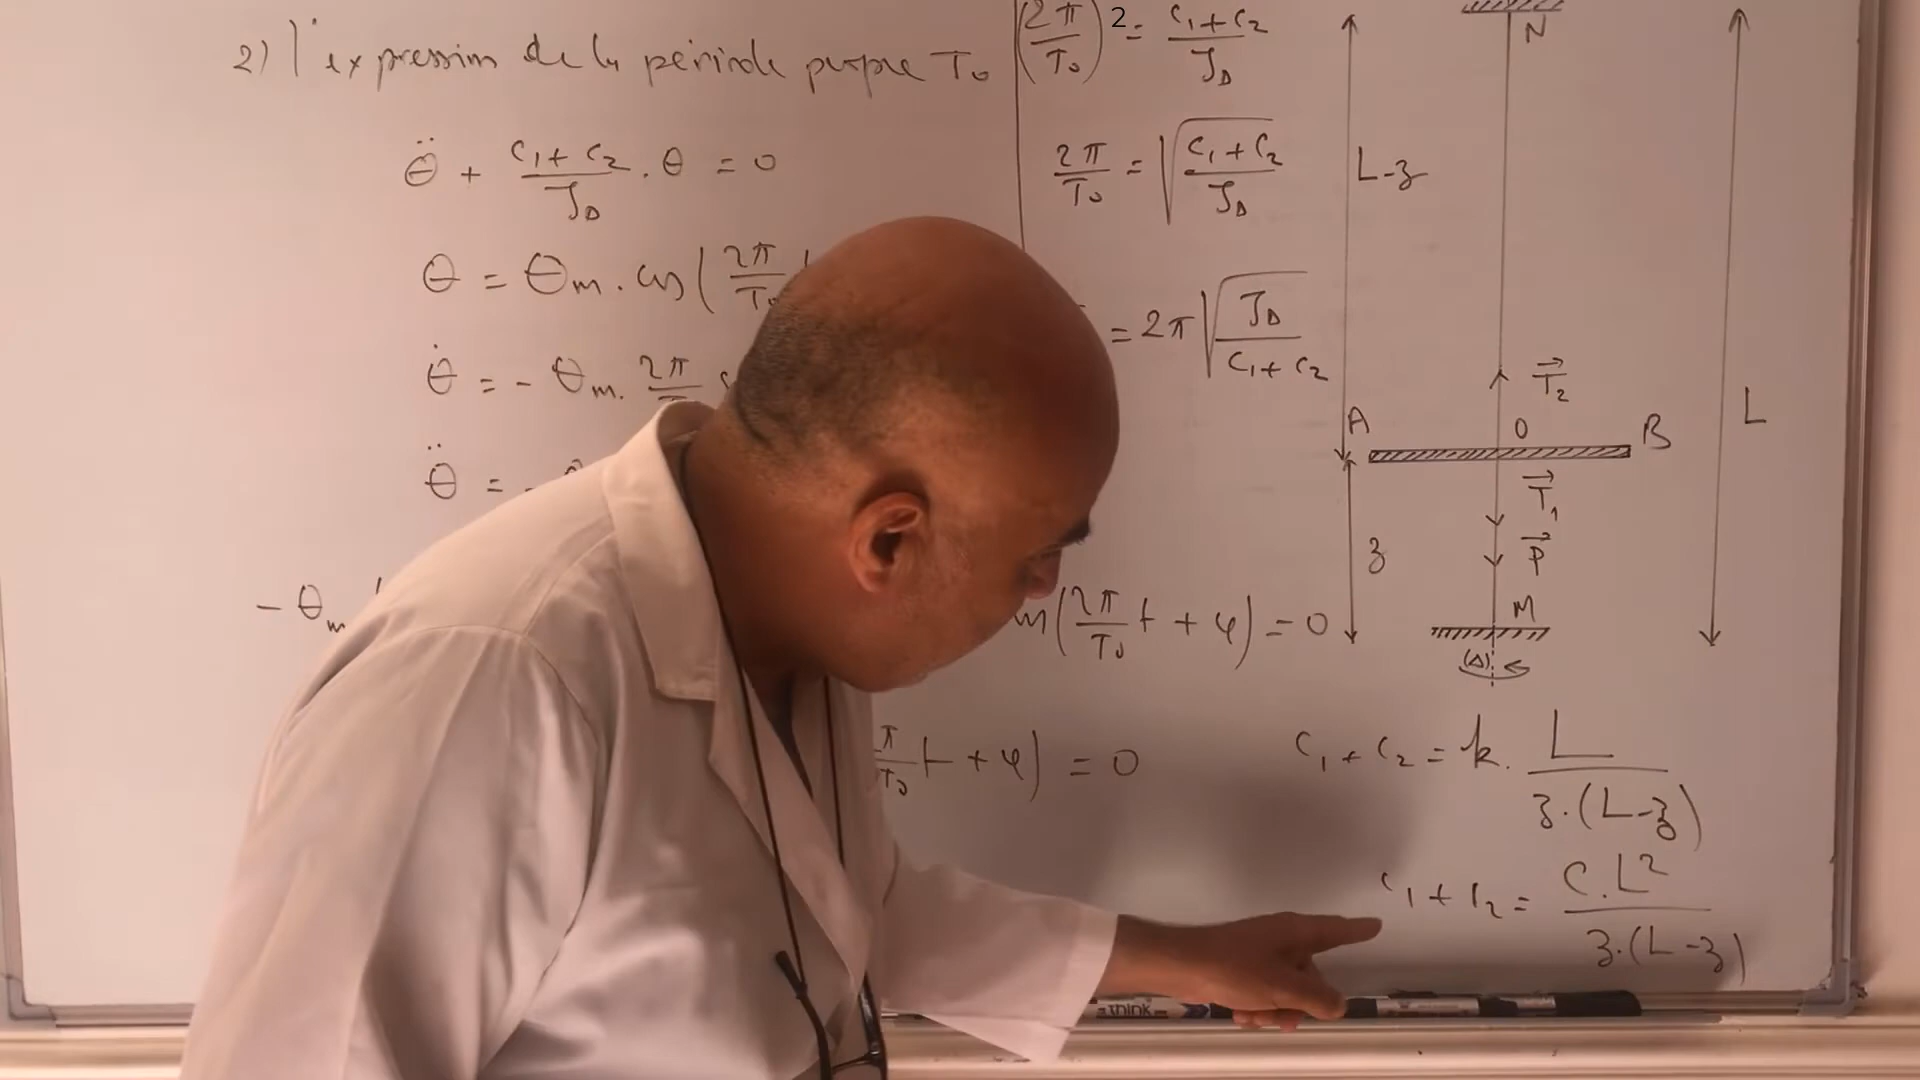 2) l'expression de la période propre T₀
θ̈ + (C₁ + C₂)/J_Δ . θ = 0
θ = θm . cos(2π/T₀
θ̇ = - θm . 2π/
θ̈ = -
- θm
m(2π/T₀ t + φ) = 0
π/T₀ t + φ) = 0
(2π/T₀)² = (C₁ + C₂)/J_Δ
2π/T₀ = √((C₁ + C₂)/J_Δ)
= 2π √(J_Δ/(C₁ + C₂))
N
L-z
T₂
A O B
L
T₁
P
z
M
(Δ)
C₁ + C₂ = k. L/(z.(L-z))
C₁ + C₂ = C.L²/(z.(L-z))
think